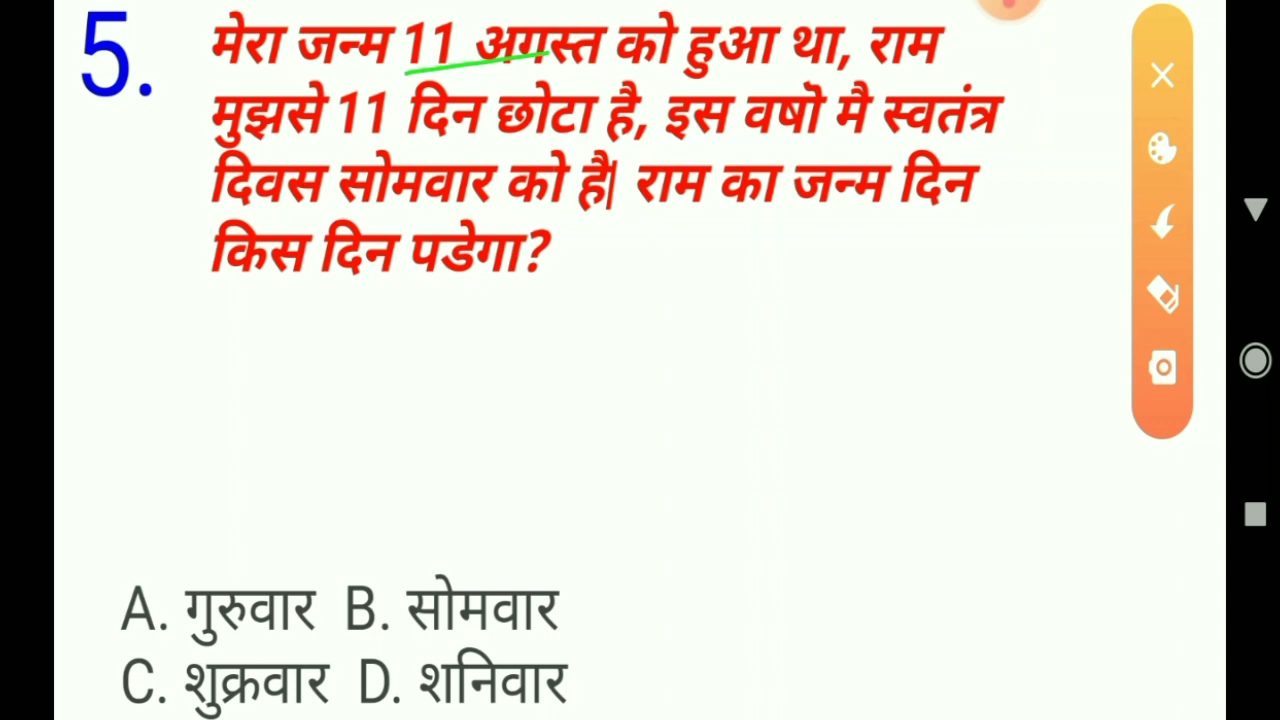 5. मेरा जन्म 11 अगस्त को हुआ था, राम
मुझसे 11 दिन छोटा है, इस वर्षो मै स्वतंत्र
दिवस सोमवार को है| राम का जन्म दिन
किस दिन पडेगा?
A. गुरुवार B. सोमवार
C. शुक्रवार D. शनिवार